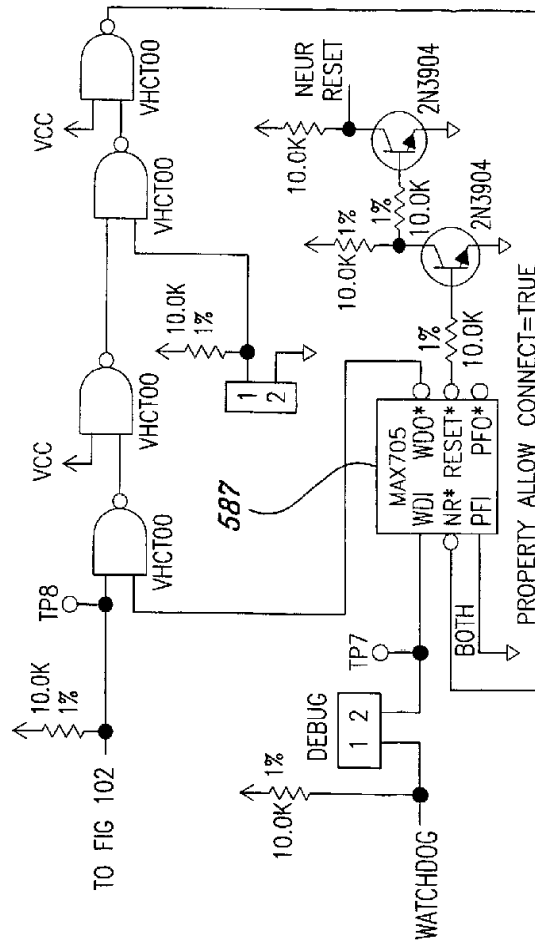 TO FIG 102
10.0K
1%
TP8
VHCT00
VCC
VHCT00
VHCT00
VCC
VHCT00
10.0K
1%
1
2
587
WATCHDOG
10.0K
1%
DEBUG
1 2
TP7
BOTH
MAX705
WDI WDO*
NR* RESET*
PFI PFO*
1%
10.0K
10.0K
1%
2N3904
1%
10.0K
10.0K
NEUR
RESET
2N3904
PROPERTY ALLOW CONNECT=TRUE